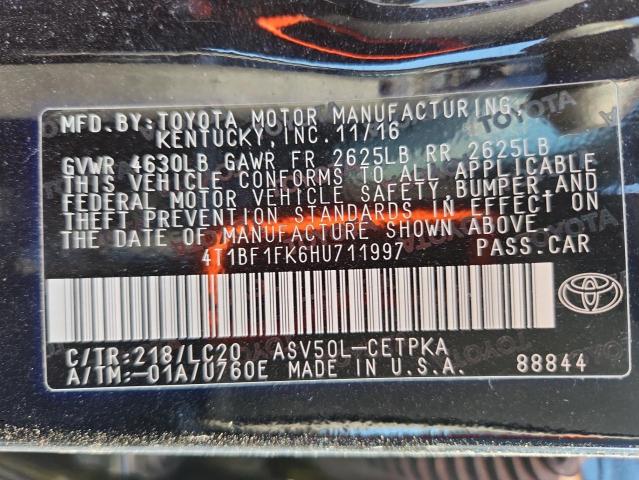 MFD.BY:TOYOTA MOTOR MANUFACTURING,
KENTUCKY, INC. 11/16
GVWR 4630LB GAWR FR 2625LB RR 2625LB
THIS VEHICLE CONFORMS TO ALL APPLICABLE
FEDERAL MOTOR VEHICLE SAFETY, BUMPER,AND
THEFT PREVENTION STANDARDS IN EFFECT ON
THE DATE OF MANUFACTURE SHOWN ABOVE.
4T1BF1FK6HU711997 PASS.CAR
C/TR:218/LC20 ASV50L-CETPKA
A/TM:-01A/U760E MADE IN U.S.A. 88844